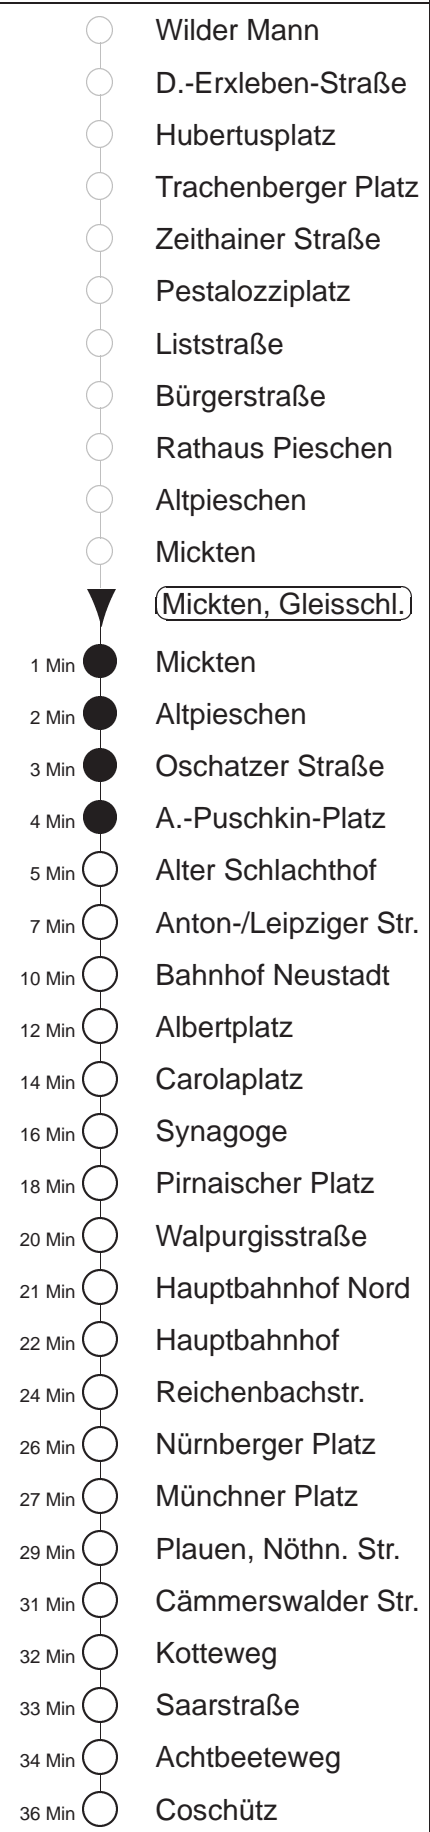 Wilder Mann
D.-Erxleben-Straße
Hubertusplatz
Trachenberger Platz
Zeithainer Straße
Pestalozziplatz
Liststraße
Bürgerstraße
Rathaus Pieschen
Altpieschen
Mickten
Mickten, Gleisschl.
1 Min Mickten
2 Min Altpieschen
3 Min Oschatzer Straße
4 Min A.-Puschkin-Platz
5 Min Alter Schlachthof
7 Min Anton-/Leipziger Str.
10 Min Bahnhof Neustadt
12 Min Albertplatz
14 Min Carolaplatz
16 Min Synagoge
18 Min Pirnaischer Platz
20 Min Walpurgisstraße
21 Min Hauptbahnhof Nord
22 Min Hauptbahnhof
24 Min Reichenbachstr.
26 Min Nürnberger Platz
27 Min Münchner Platz
29 Min Plauen, Nöthn. Str.
31 Min Cämmerswalder Str.
32 Min Kotteweg
33 Min Saarstraße
34 Min Achtbeeteweg
36 Min Coschütz